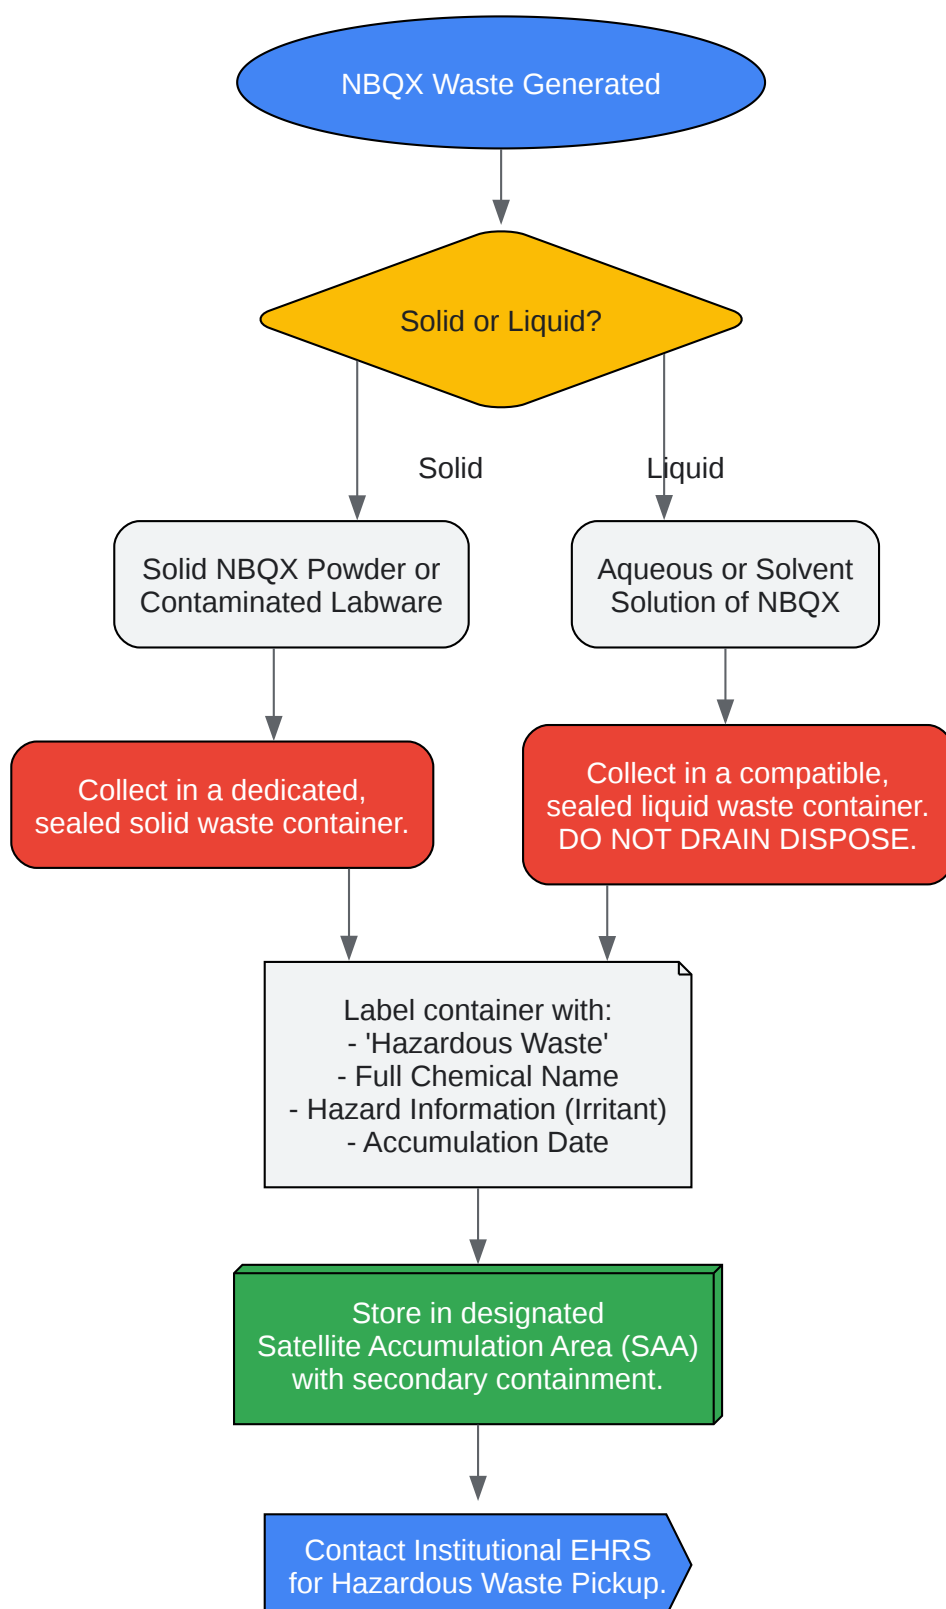 NBQX Waste Generated
Solid or Liquid?
Solid
Liquid
Solid NBQX Powder or
Contaminated Labware
Aqueous or Solvent
Solution of NBQX
Collect in a dedicated,
sealed solid waste container.
Collect in a compatible,
sealed liquid waste container.
DO NOT DRAIN DISPOSE.
Label container with:
- 'Hazardous Waste'
- Full Chemical Name
- Hazard Information (Irritant)
- Accumulation Date
Store in designated
Satellite Accumulation Area (SAA)
with secondary containment.
Contact Institutional EHRS
for Hazardous Waste Pickup.